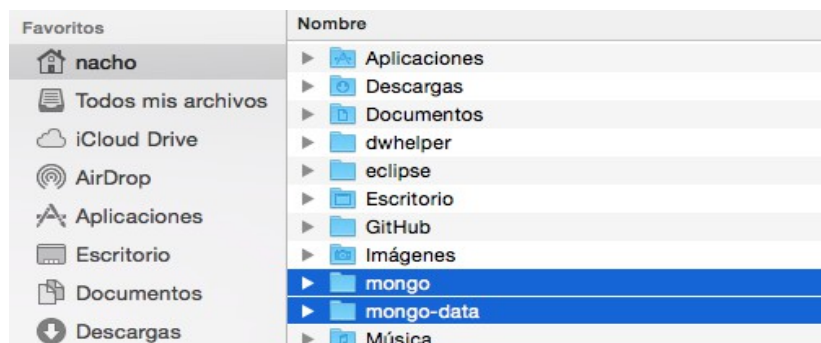 Favoritos
nacho
Todos mis archivos
iCloud Drive
AirDrop
Aplicaciones
Escritorio
Documentos
Descargas
Nombre
Aplicaciones
Descargas
Documentos
dwhelper
eclipse
Escritorio
GitHub
Imágenes
mongo
mongo-data
Música